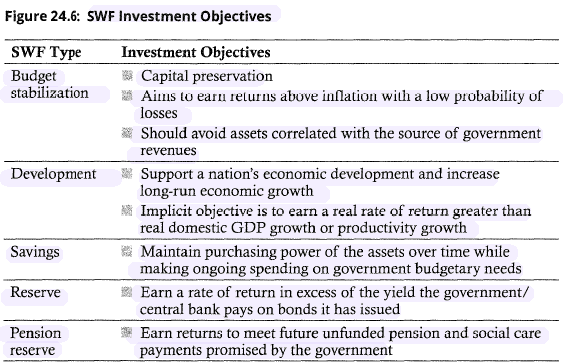 Figure 24.6: SWF Investment Objectives
SWF Type Investment Objectives
Budget Capital preservation
stabilization Aims to earn returns above inflation with a low probability of
losses
Should avoid assets correlated with the source of government
revenues
Development Support a nation's economic development and increase
long-run economic growth
Implicit objective is to earn a real rate of return greater than
real domestic GDP growth or productivity growth
Savings Maintain purchasing power of the assets over time while
making ongoing spending on government budgetary needs
Reserve Earn a rate of return in excess of the yield the government/
central bank pays on bonds it has issued
Pension Earn returns to meet future unfunded pension and social care
reserve payments promised by the government